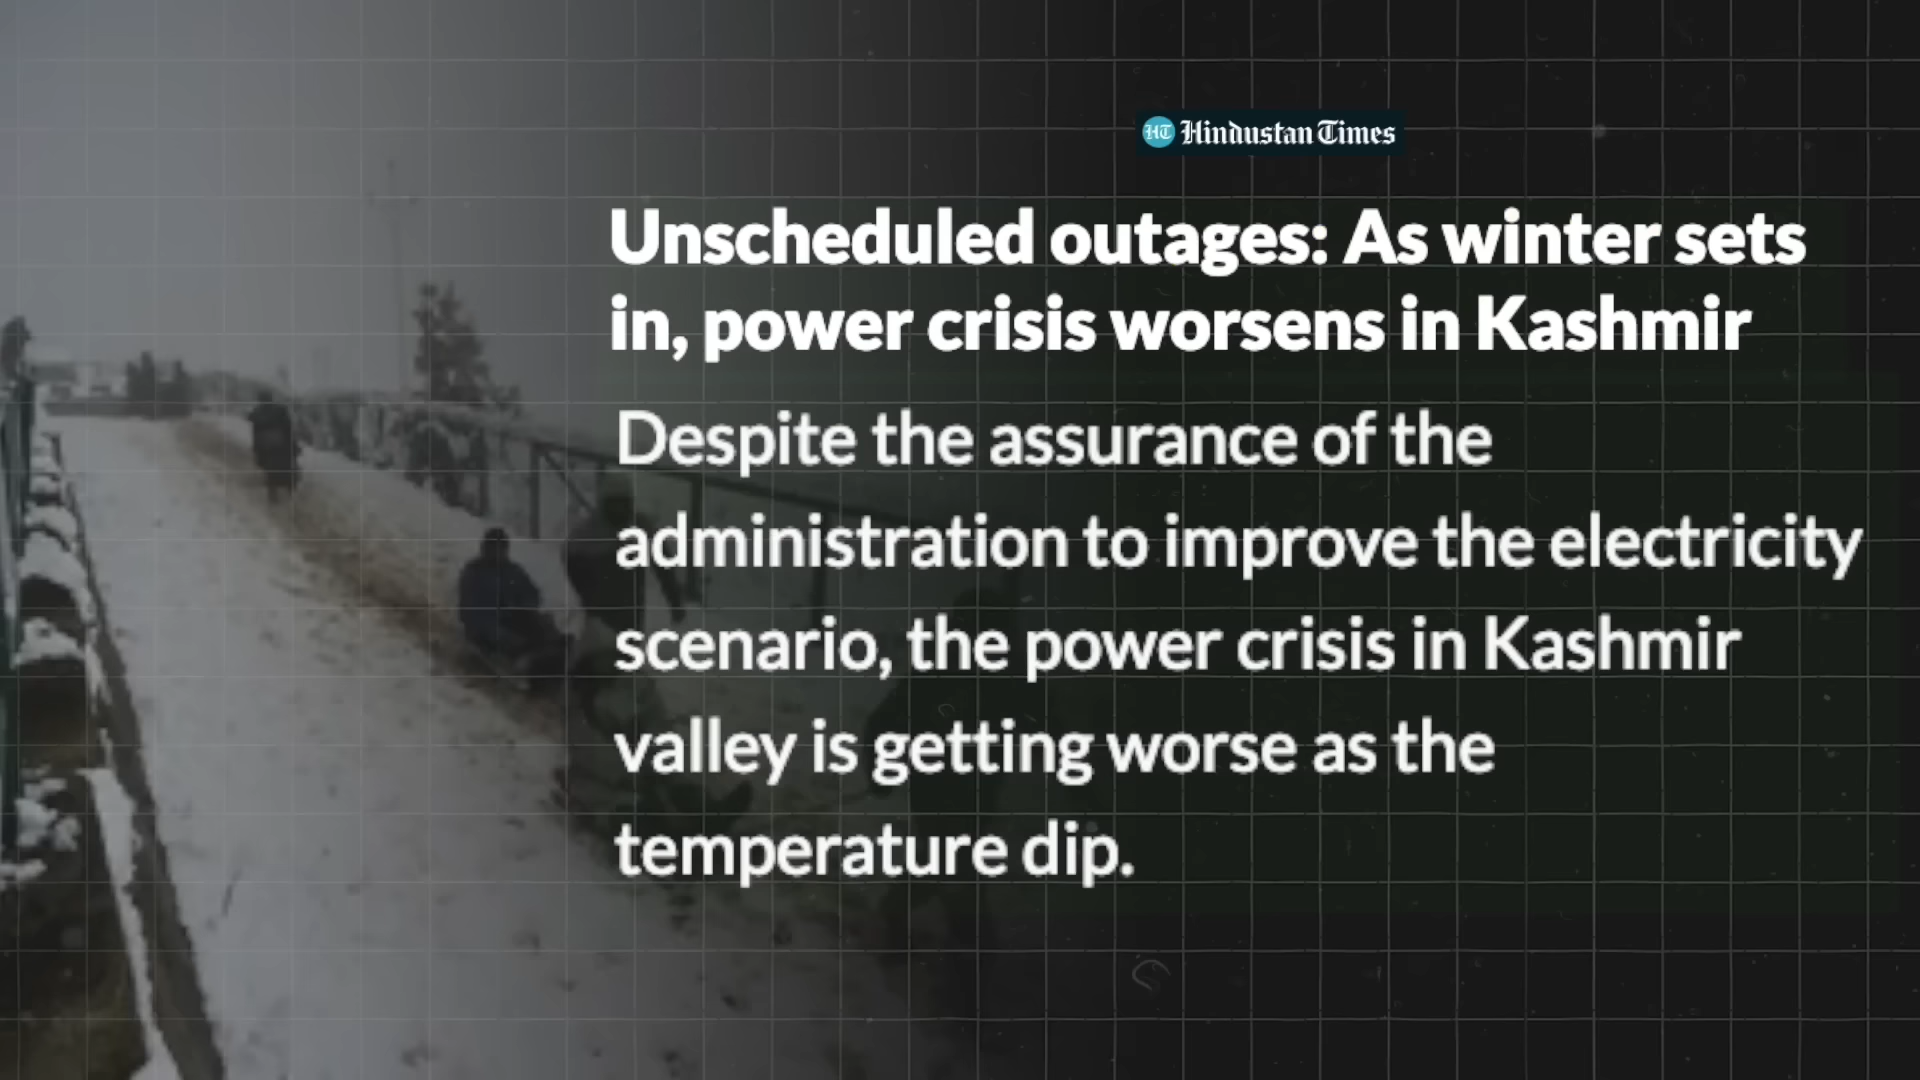 HT Hindustan Times
Unscheduled outages: As winter sets
in, power crisis worsens in Kashmir
Despite the assurance of the
administration to improve the electricity
scenario, the power crisis in Kashmir
valley is getting worse as the
temperature dip.